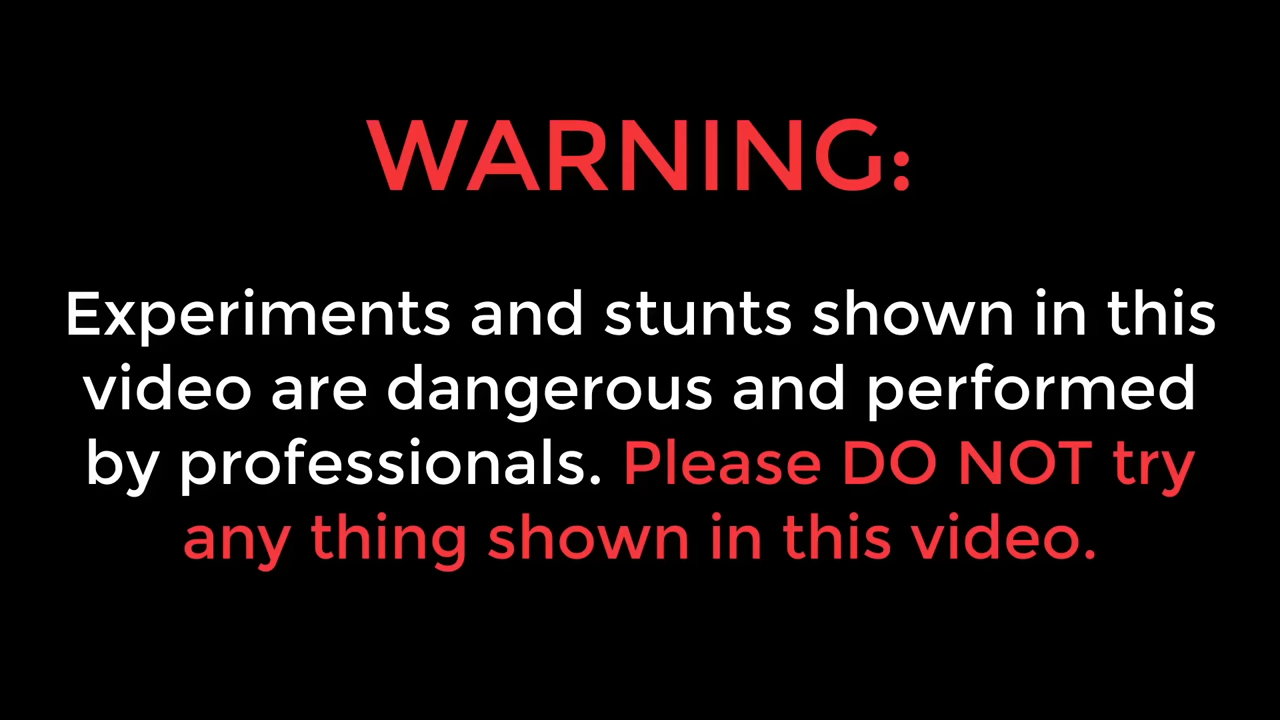 WARNING:
Experiments and stunts shown in this
video are dangerous and performed
by professionals. Please DO NOT try
any thing shown in this video.